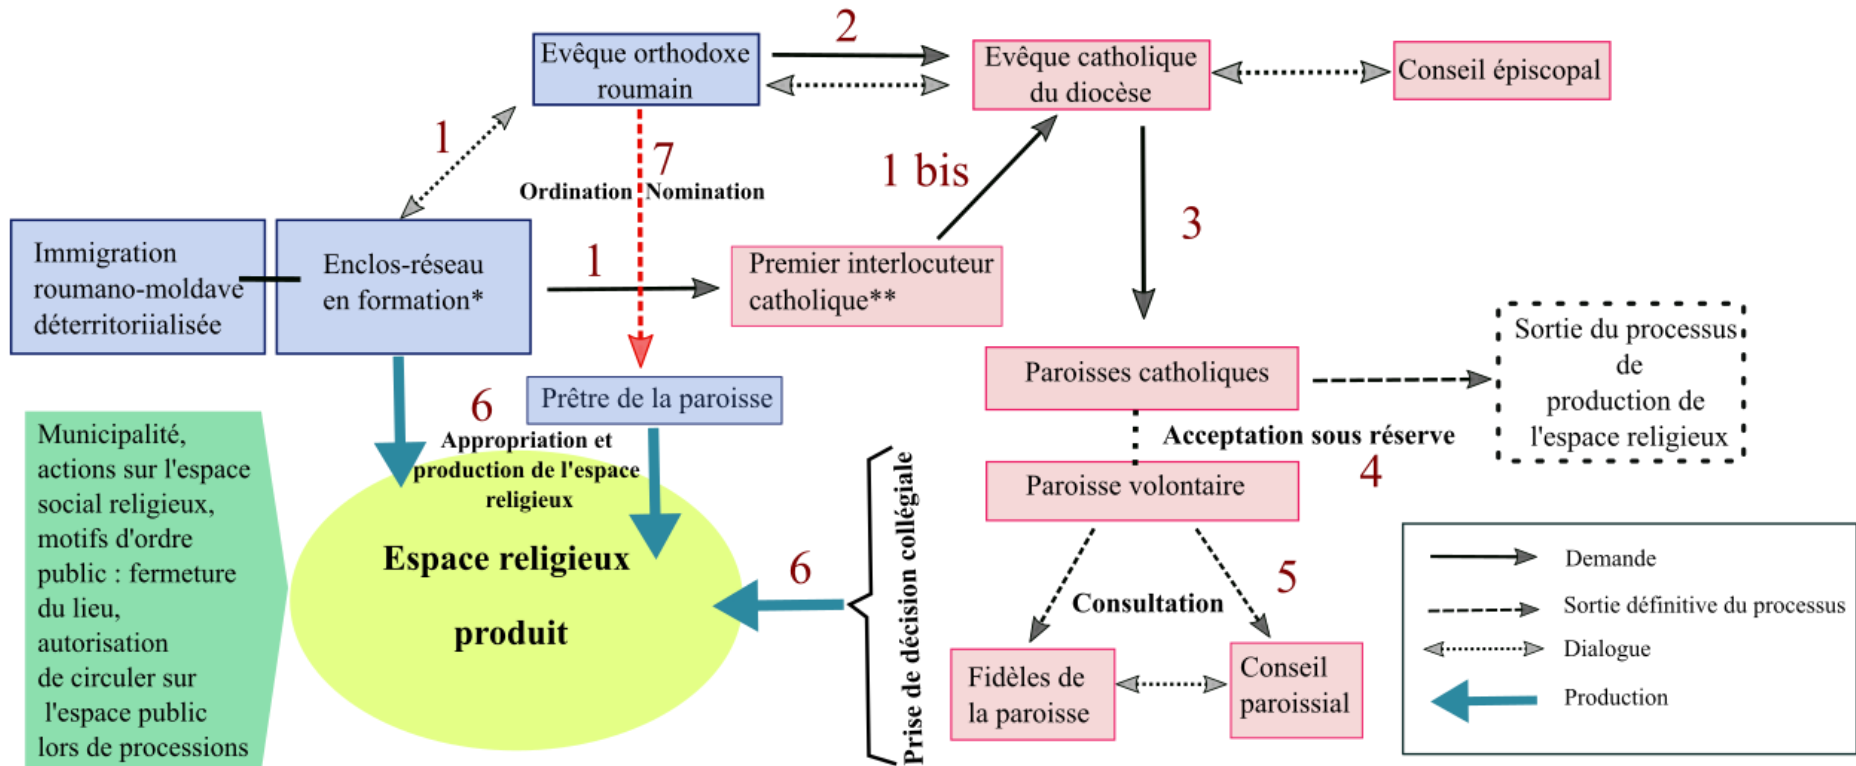 2
Evêque orthodoxe
roumain
Evêque catholique
du diocèse
Conseil épiscopal
1
7
Ordination
Nomination
1 bis
3
Immigration
roumano-moldave
déterritoriialisée
Enclos-réseau
en formation*
1
Premier interlocuteur
catholique**
Sortie du processus
de
production de
l'espace religieux
Paroisses catholiques
Prêtre de la paroisse
6
Appropriation et
production de l'espace
religieux
Acceptation sous réserve
4
Paroisse volontaire
Municipalité,
actions sur l'espace
social religieux,
motifs d'ordre
public : fermeture
du lieu,
autorisation
de circuler sur
l'espace public
lors de processions
Espace religieux
produit
6
Prise de décision collégiale
5
Consultation
Fidèles de
la paroisse
Conseil
paroissial
Demande
Sortie définitive du processus
Dialogue
Production